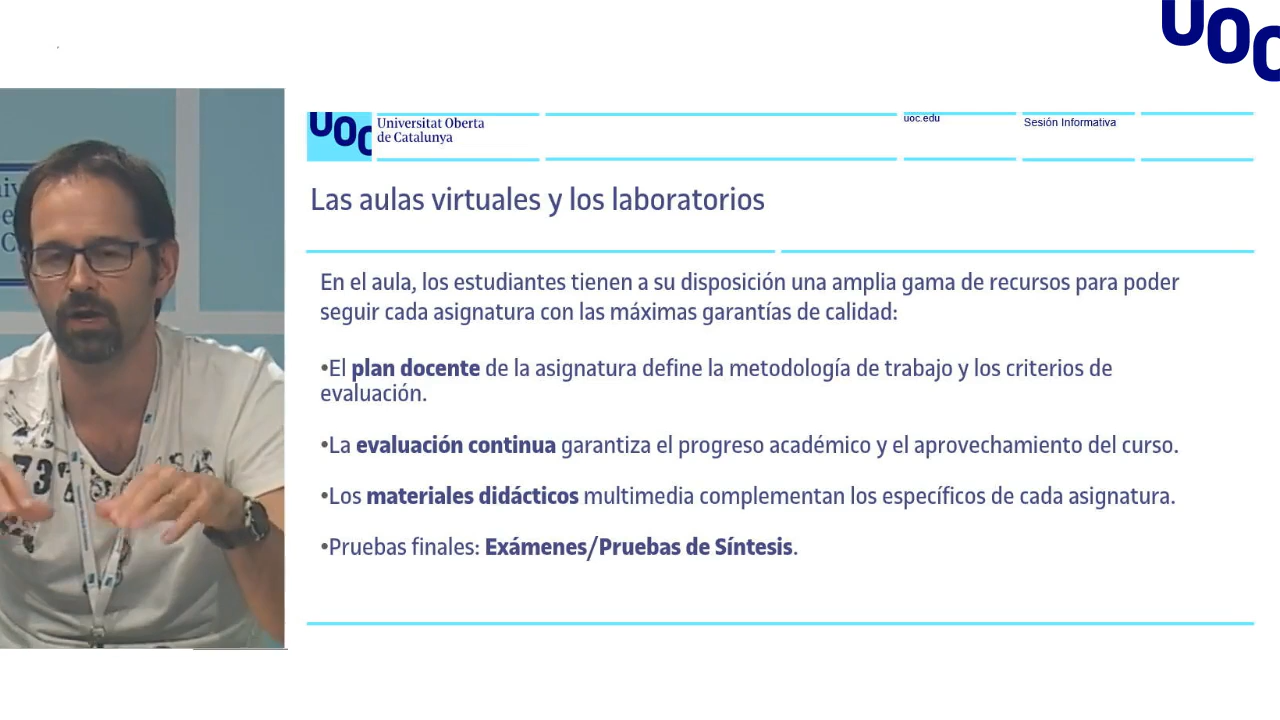 UOC
UOC
Universitat Oberta
de Catalunya
uoc.edu
Sesión Informativa
Las aulas virtuales y los laboratorios
En el aula, los estudiantes tienen a su disposición una amplia gama de recursos para poder
seguir cada asignatura con las máximas garantías de calidad:
•El plan docente de la asignatura define la metodología de trabajo y los criterios de
evaluación.
•La evaluación continua garantiza el progreso académico y el aprovechamiento del curso.
•Los materiales didácticos multimedia complementan los específicos de cada asignatura.
•Pruebas finales: Exámenes/Pruebas de Síntesis.